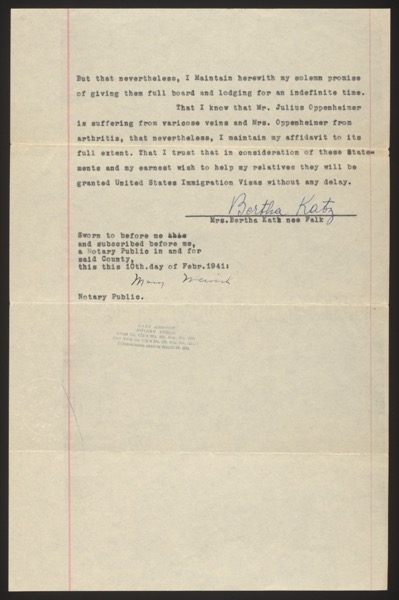 But that nevertheless, I Maintain herewith my solemn promise
of giving them full board and lodging for an indefinite time.
That I know that Mr. Julius Oppenheimer
is suffering from varicose veins and Mrs. Oppenheimer from
arthritis, that nevertheless, I maintain my affidavit to its
full extent. That I trust that in consideration of these State-
ments and my earnest wish to help my relatives they will be
granted United States Immigration Visas without any delay.
Bertha Katz
Mrs.Bertha Katz nee Falk
Sworn to before me this
and subscribed before me,
a Notary Public in and for
said County,
this this 10th.day of Febr.1941:
Notary Public.